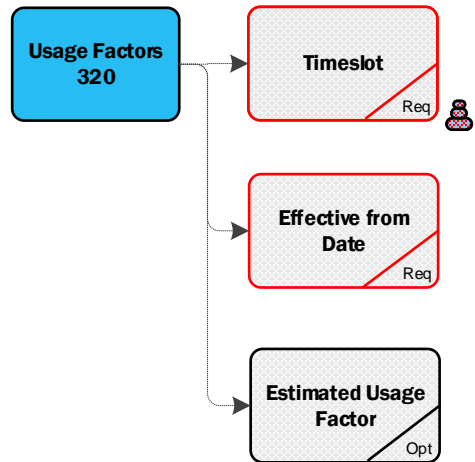 Usage Factors
320
Timeslot
Req
Effective from
Date
Req
Estimated Usage
Factor
Opt